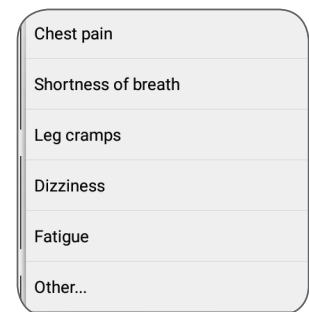 Chest pain
Shortness of breath
Leg cramps
Dizziness
Fatigue
Other...